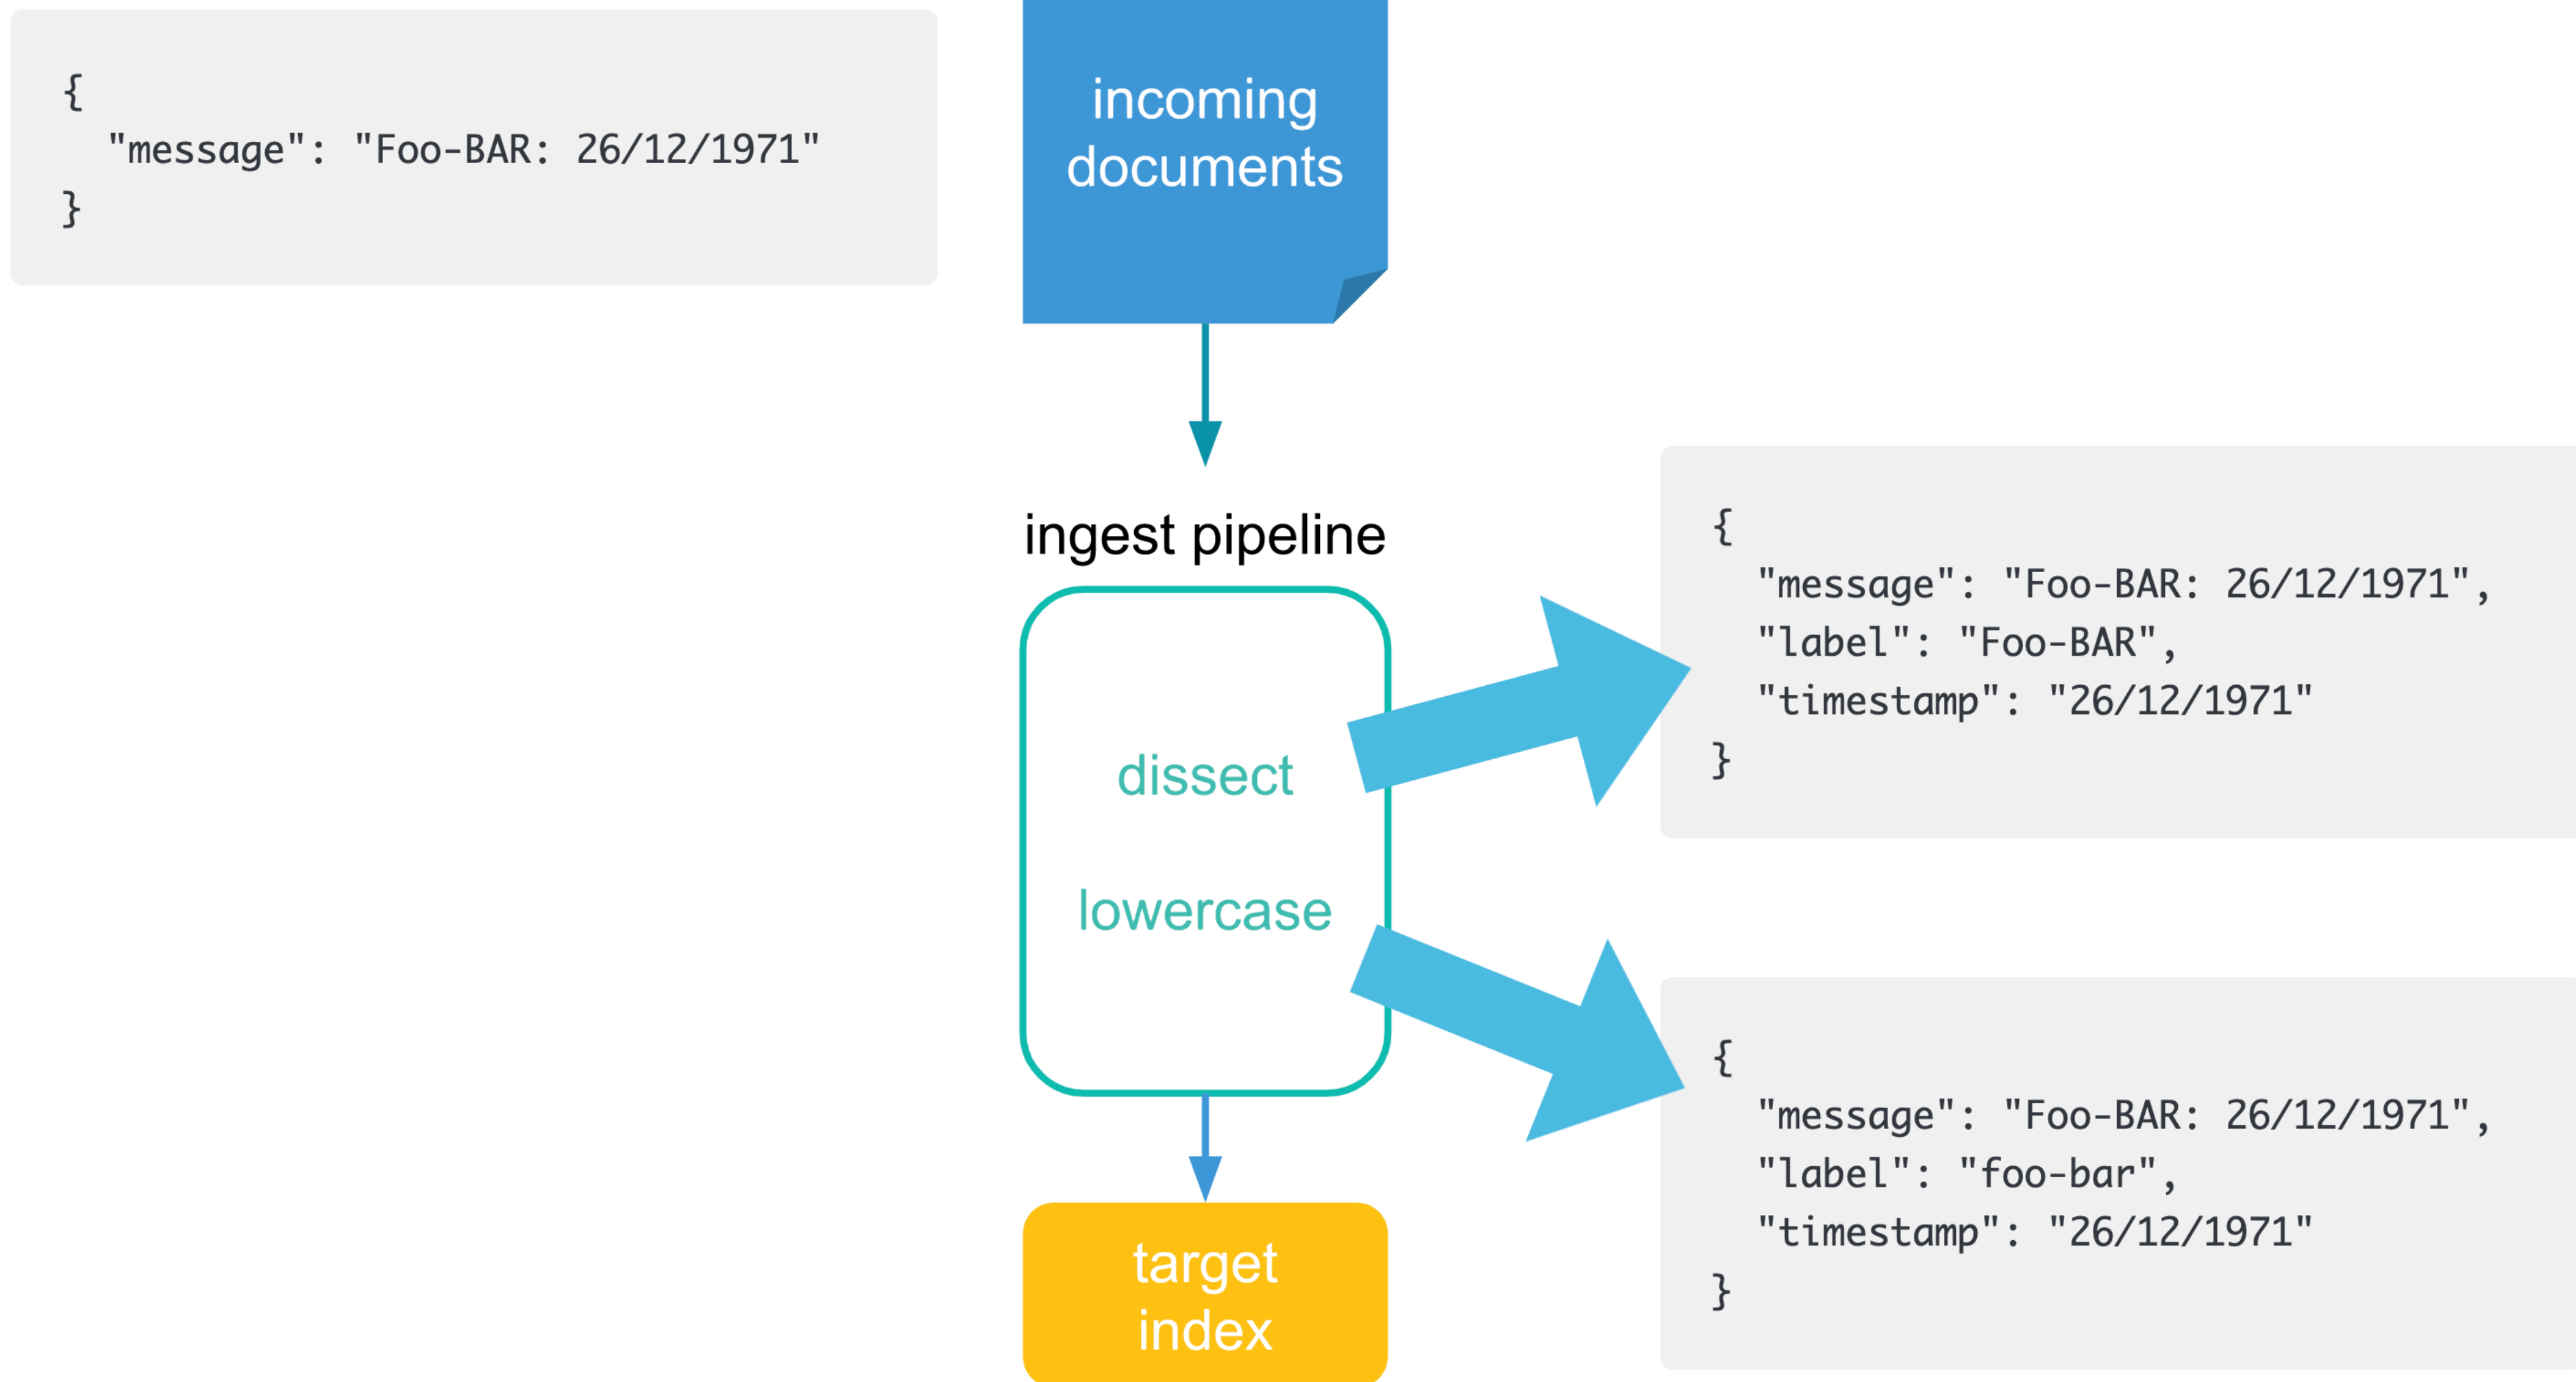 {
  "message": "Foo-BAR: 26/12/1971"
}
incoming
documents
ingest pipeline
dissect
lowercase
{
  "message": "Foo-BAR: 26/12/1971",
  "label": "Foo-BAR",
  "timestamp": "26/12/1971"
}
{
  "message": "Foo-BAR: 26/12/1971",
  "label": "foo-bar",
  "timestamp": "26/12/1971"
}
target
index